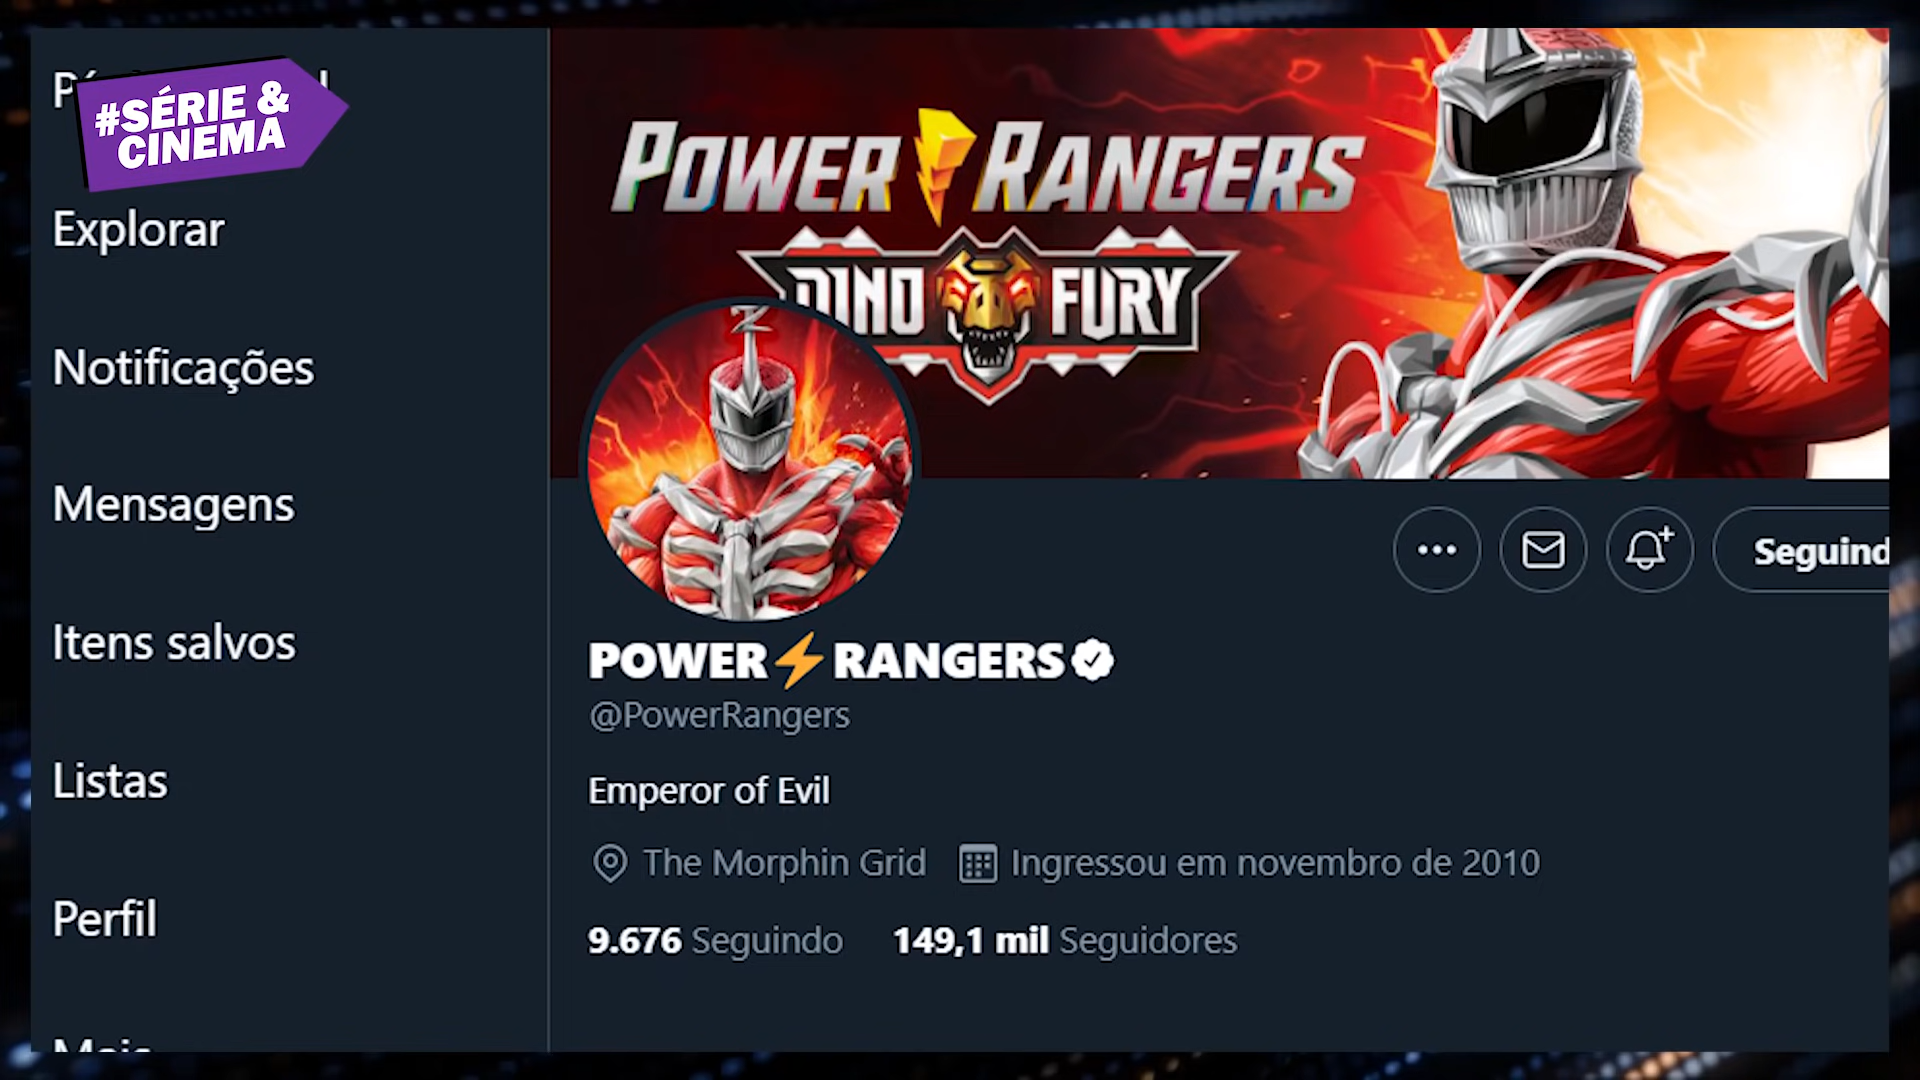 #SÉRIE &
CINEMA
Explorar
Notificações
Mensagens
Itens salvos
Listas
Perfil
POWER RANGERS
DINO FURY
Seguind
POWER⚡RANGERS
@PowerRangers
Emperor of Evil
The Morphin Grid Ingressou em novembro de 2010
9.676 Seguindo 149,1 mil Seguidores